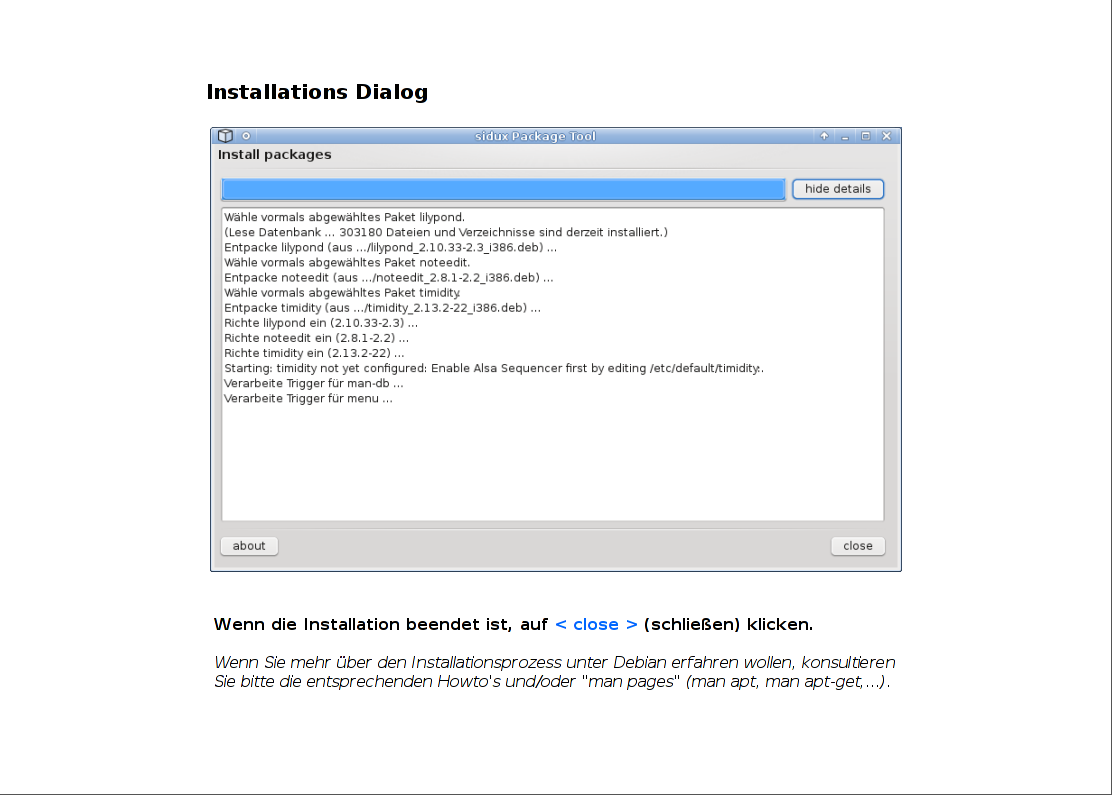 Installations Dialog
sidux Package Tool
Install packages
hide details
Wähle vormals abgewähltes Paket lilypond.
(Lese Datenbank ... 303180 Dateien und Verzeichnisse sind derzeit installiert.)
Entpacke lilypond (aus .../lilypond_2.10.33-2.3_i386.deb) ...
Wähle vormals abgewähltes Paket noteedit.
Entpacke noteedit (aus .../noteedit_2.8.1-2.2_i386.deb) ...
Wähle vormals abgewähltes Paket timidity.
Entpacke timidity (aus .../timidity_2.13.2-22_i386.deb) ...
Richte lilypond ein (2.10.33-2.3) ...
Richte noteedit ein (2.8.1-2.2) ...
Richte timidity ein (2.13.2-22) ...
Starting: timidity not yet configured: Enable Alsa Sequencer first by editing /etc/default/timidity:.
Verarbeite Trigger für man-db ...
Verarbeite Trigger für menu ...
about
close
Wenn die Installation beendet ist, auf < close > (schließen) klicken.
Wenn Sie mehr über den Installationsprozess unter Debian erfahren wollen, konsultieren
Sie bitte die entsprechenden Howto's und/oder "man pages" (man apt, man apt-get,...).